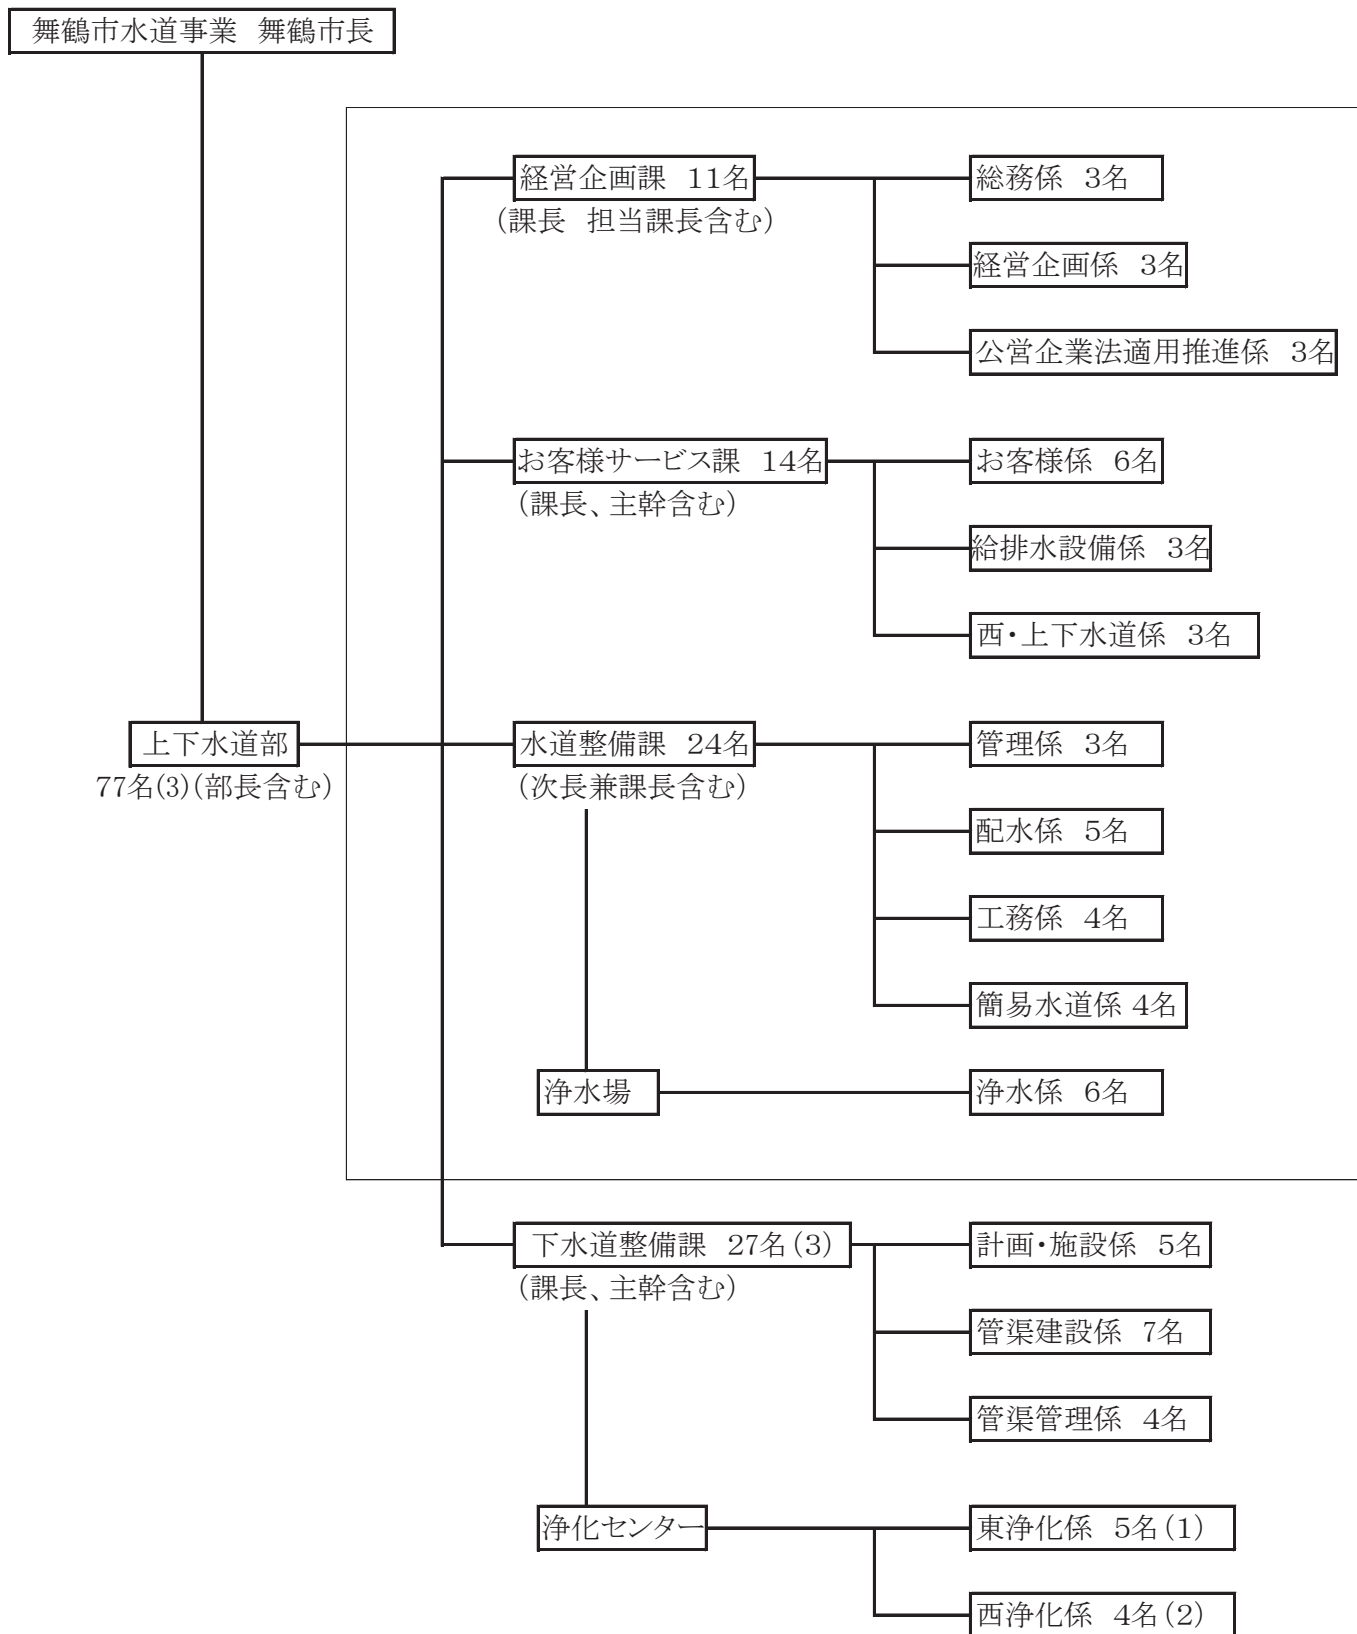 舞鶴市水道事業 舞鶴市長
経営企画課 11名
(課長 担当課長含む)
総務係 3名
経営企画係 3名
公営企業法適用推進係 3名
お客様サービス課 14名
(課長、主幹含む)
お客様係 6名
給排水設備係 3名
西・上下水道係 3名
上下水道部
77名(3)(部長含む)
水道整備課 24名
(次長兼課長含む)
管理係 3名
配水係 5名
工務係 4名
簡易水道係 4名
浄水場
浄水係 6名
下水道整備課 27名(3)
(課長、主幹含む)
計画・施設係 5名
管渠建設係 7名
管渠管理係 4名
浄化センター
東浄化係 5名(1)
西浄化係 4名(2)